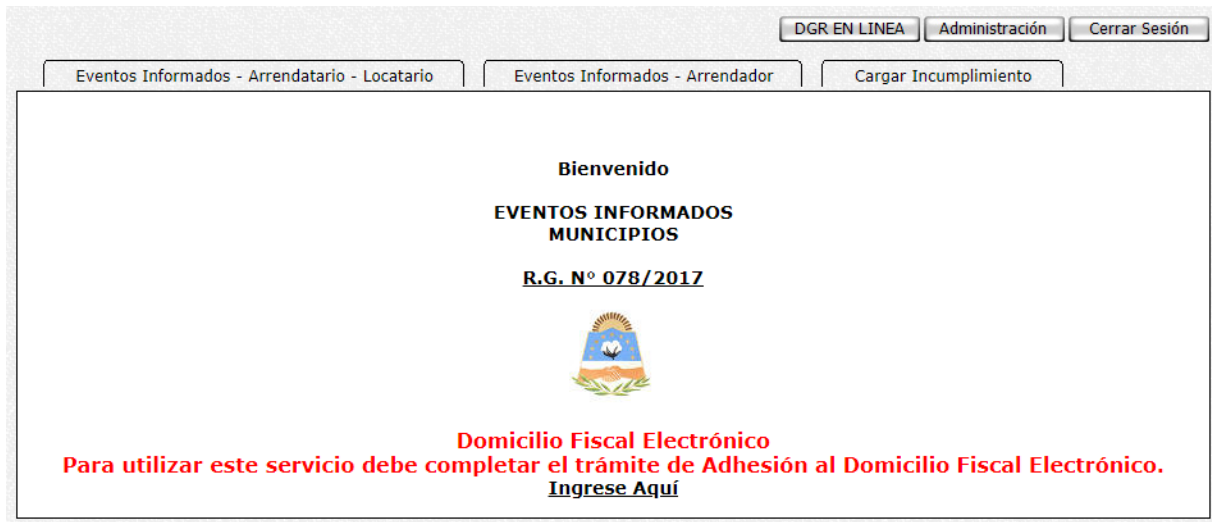 DGR EN LINEA Administración Cerrar Sesión
Eventos Informados - Arrendatario - Locatario Eventos Informados - Arrendador Cargar Incumplimiento
Bienvenido
EVENTOS INFORMADOS
MUNICIPIOS
R.G. Nº 078/2017
Domicilio Fiscal Electrónico
Para utilizar este servicio debe completar el trámite de Adhesión al Domicilio Fiscal Electrónico.
Ingrese Aquí